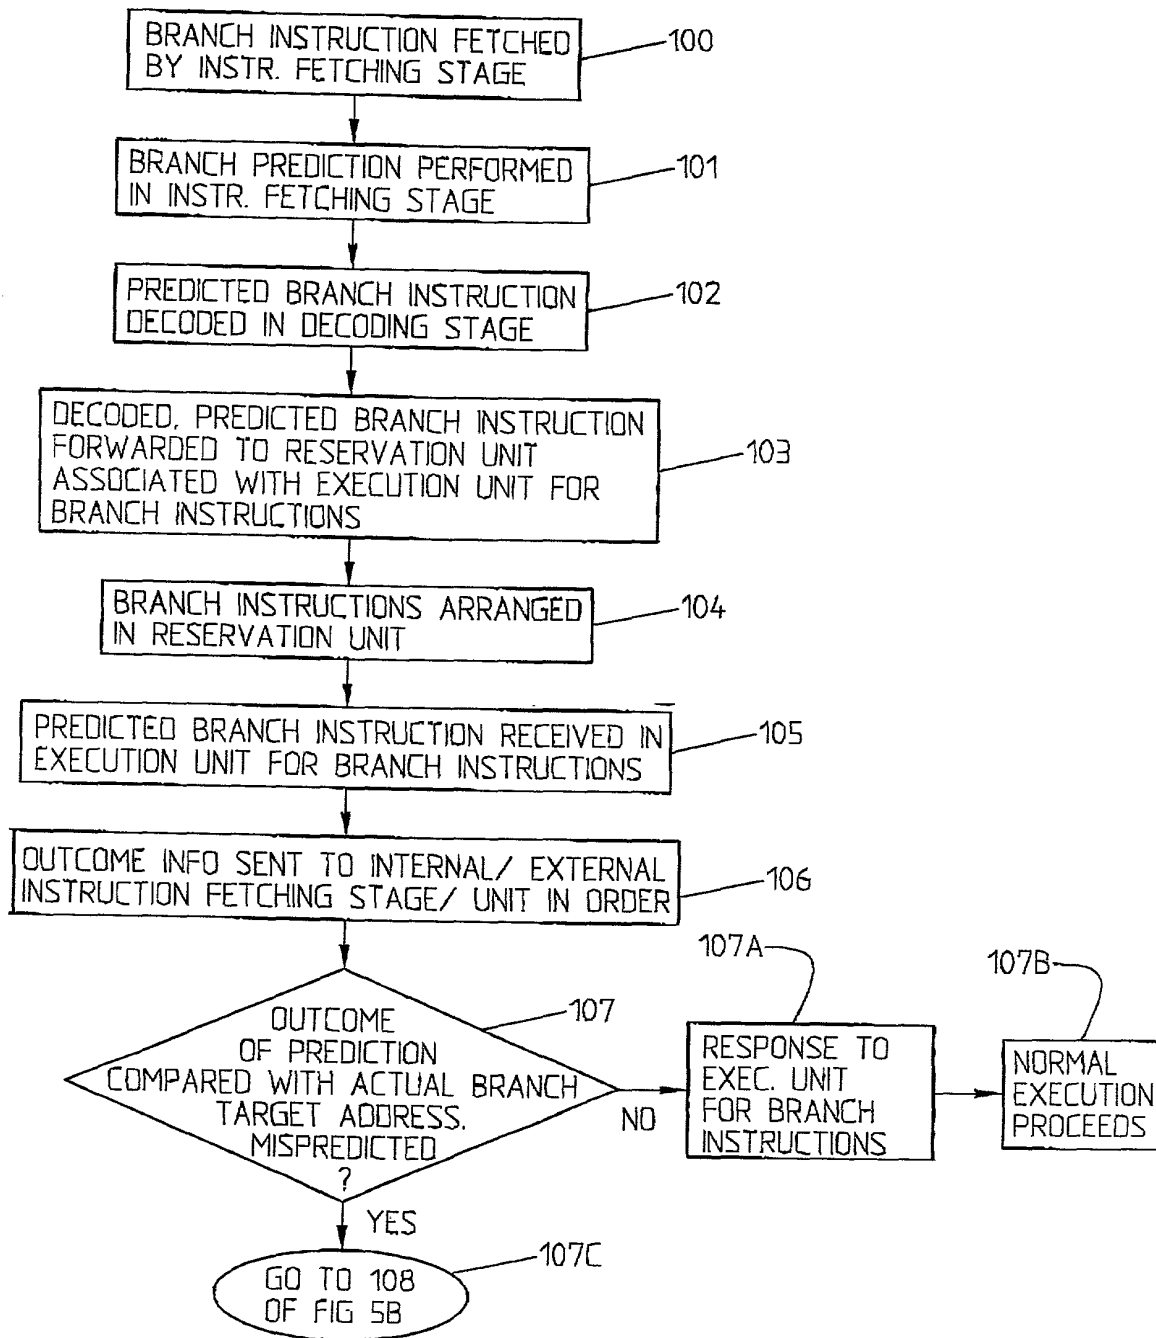 BRANCH INSTRUCTION FETCHED
BY INSTR. FETCHING STAGE
100
BRANCH PREDICTION PERFORMED
IN INSTR. FETCHING STAGE
101
PREDICTED BRANCH INSTRUCTION
DECODED IN DECODING STAGE
102
DECODED, PREDICTED BRANCH INSTRUCTION
FORWARDED TO RESERVATION UNIT
ASSOCIATED WITH EXECUTION UNIT FOR
BRANCH INSTRUCTIONS
103
BRANCH INSTRUCTIONS ARRANGED
IN RESERVATION UNIT
104
PREDICTED BRANCH INSTRUCTION RECEIVED IN
EXECUTION UNIT FOR BRANCH INSTRUCTIONS
105
OUTCOME INFO SENT TO INTERNAL/ EXTERNAL
INSTRUCTION FETCHING STAGE/ UNIT IN ORDER
106
OUTCOME
OF PREDICTION
COMPARED WITH ACTUAL BRANCH
TARGET ADDRESS.
MISPREDICTED
?
107
NO
107A
RESPONSE TO
EXEC. UNIT
FOR BRANCH
INSTRUCTIONS
107B
NORMAL
EXECUTION
PROCEEDS
YES
GO TO 108
OF FIG 5B
107C